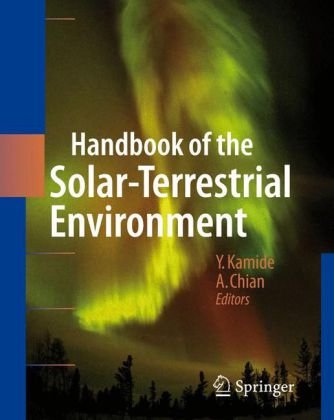 Handbook of the
Solar-Terrestrial
Environment
Y. Kamide
A. Chian
Editors
Springer